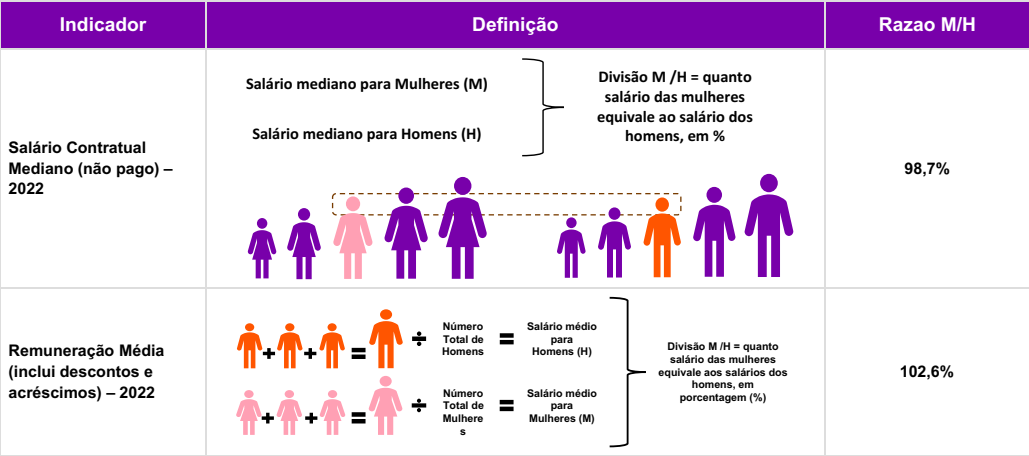 Indicador
Definição
Razao M/H
Salário Contratual
Mediano (não pago) –
2022
Salário mediano para Mulheres (M)
Salário mediano para Homens (H)
Divisão M /H = quanto
salário das mulheres
equivale ao salário dos
homens, em %
98,7%
Remuneração Média
(inclui descontos e
acréscimos) – 2022
+ + = ÷
Número
Total de
Homens
=
Salário médio
para
Homens (H)
+ + = ÷
Número
Total de
Mulhere
s
=
Salário médio
para
Mulheres (M)
Divisão M /H = quanto
salário das mulheres
equivale aos salários dos
homens, em
porcentagem (%)
102,6%